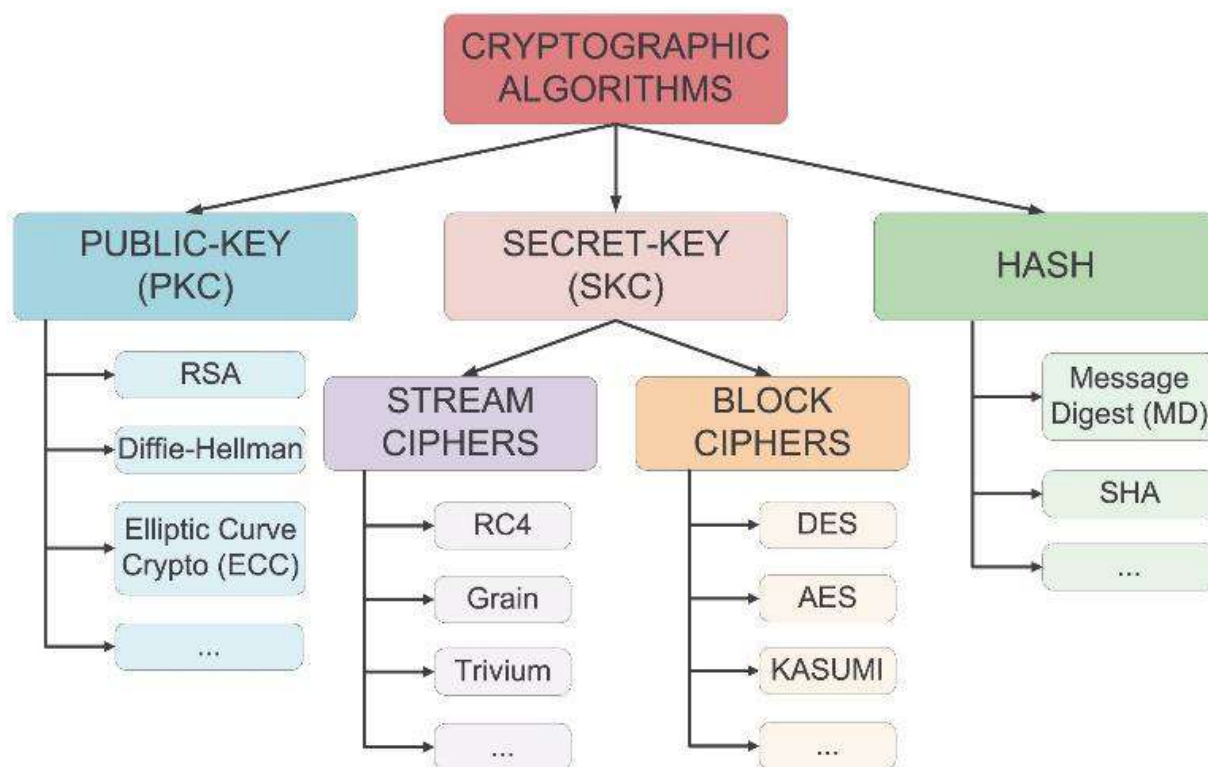 CRYPTOGRAPHIC
ALGORITHMS
PUBLIC-KEY
(PKC)
SECRET-KEY
(SKC)
HASH
RSA
Diffie-Hellman
Elliptic Curve
Crypto (ECC)
...
STREAM
CIPHERS
RC4
Grain
Trivium
...
BLOCK
CIPHERS
DES
AES
KASUMI
...
Message
Digest (MD)
SHA
...